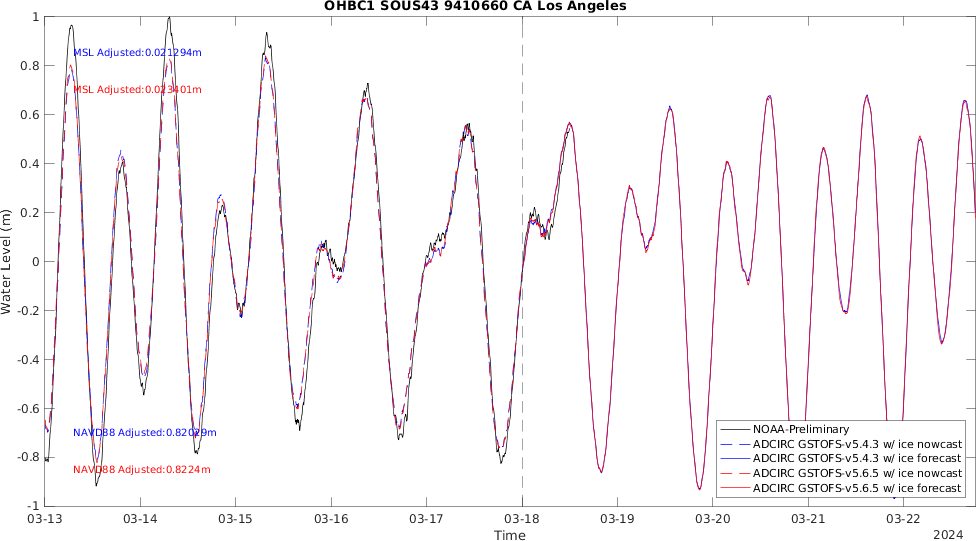 OHBC1 SOUS43 9410660 CA Los Angeles
1
0.8
0.6
0.4
0.2
0
-0.2
-0.4
-0.6
-0.8
-1
Water Level (m)
MSL Adjusted:0.021294m
MSL Adjusted:0.023401m
NAVD88 Adjusted:0.82029m
NAVD88 Adjusted:0.8224m
NOAA-Preliminary
ADCIRC GSTOFS-v5.4.3 w/ ice nowcast
ADCIRC GSTOFS-v5.4.3 w/ ice forecast
ADCIRC GSTOFS-v5.6.5 w/ ice nowcast
ADCIRC GSTOFS-v5.6.5 w/ ice forecast
03-13 03-14 03-15 03-16 03-17 03-18 03-19 03-20 03-21 03-22
Time
2024